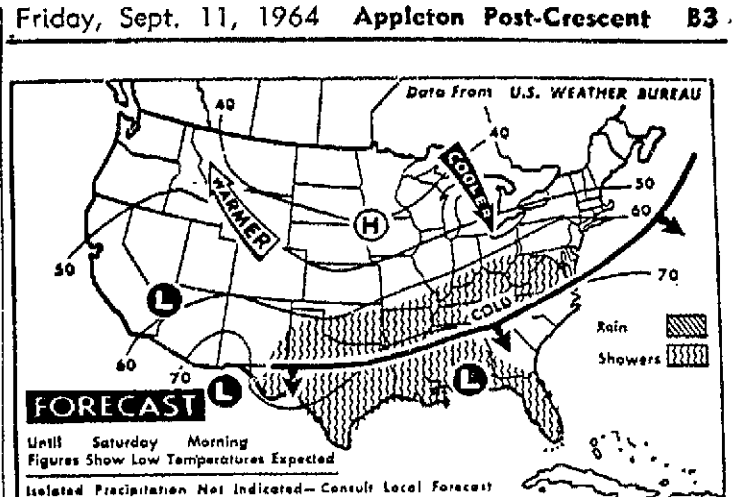 Friday, Sept. 11, 1964 Appleton Post-Crescent B3
Data From U.S. WEATHER BUREAU
40
40
COOLER
WARMER
50
60
H
50
L
70
COLD
Rain
Showers
60
70
L
L
FORECAST
Until Saturday Morning
Figures Show Low Temperatures Expected
Isolated Precipitation Not Indicated—Consult Local Forecast